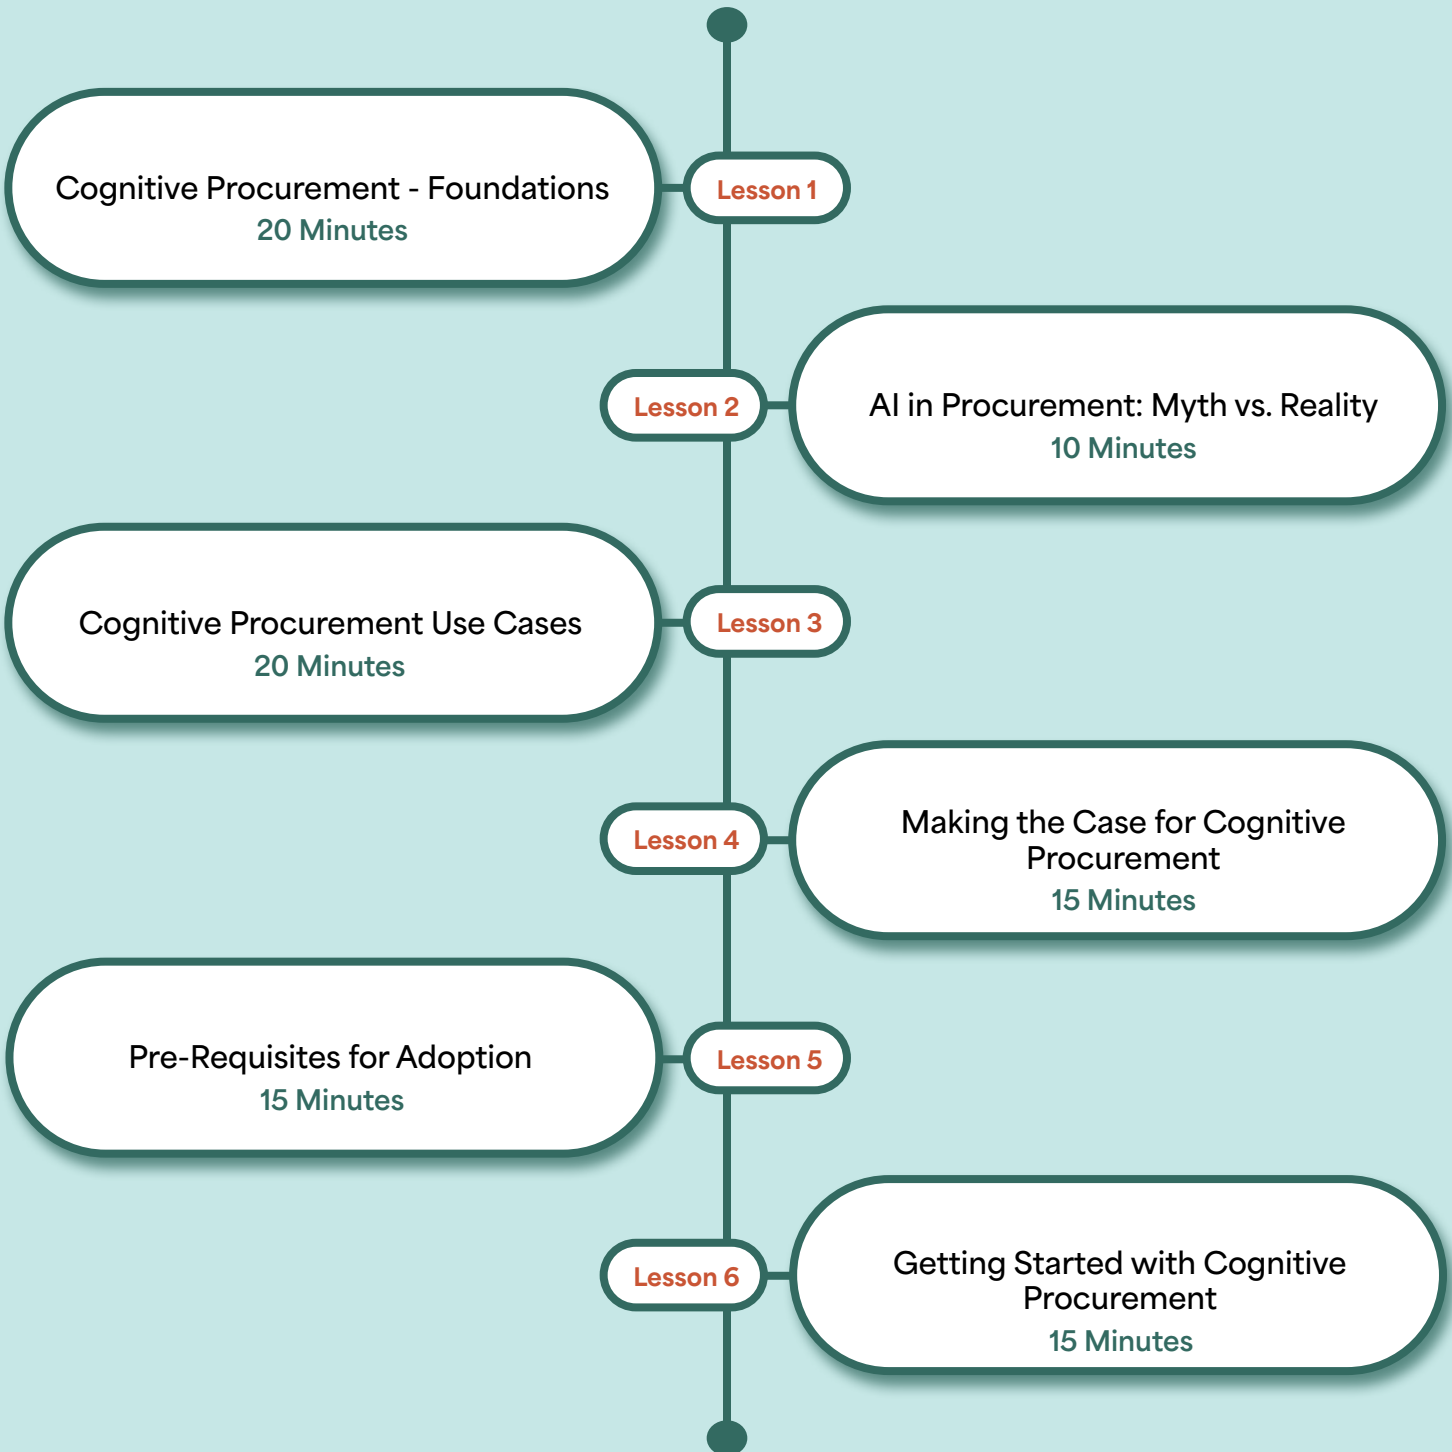 Cognitive Procurement - Foundations
20 Minutes
Lesson 1
Lesson 2
AI in Procurement: Myth vs. Reality
10 Minutes
Cognitive Procurement Use Cases
20 Minutes
Lesson 3
Lesson 4
Making the Case for Cognitive
Procurement
15 Minutes
Pre-Requisites for Adoption
15 Minutes
Lesson 5
Lesson 6
Getting Started with Cognitive
Procurement
15 Minutes